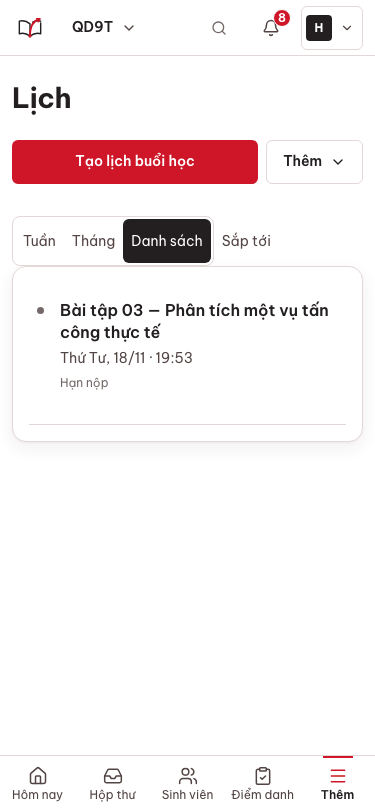 QD9T
8
H
Lịch
Tạo lịch buổi học
Thêm
Tuần
Tháng
Danh sách
Sắp tới
Bài tập 03 — Phân tích một vụ tấn
công thực tế
Thứ Tư, 18/11 · 19:53
Hạn nộp
Hôm nay
Hộp thư
Sinh viên
Điểm danh
Thêm